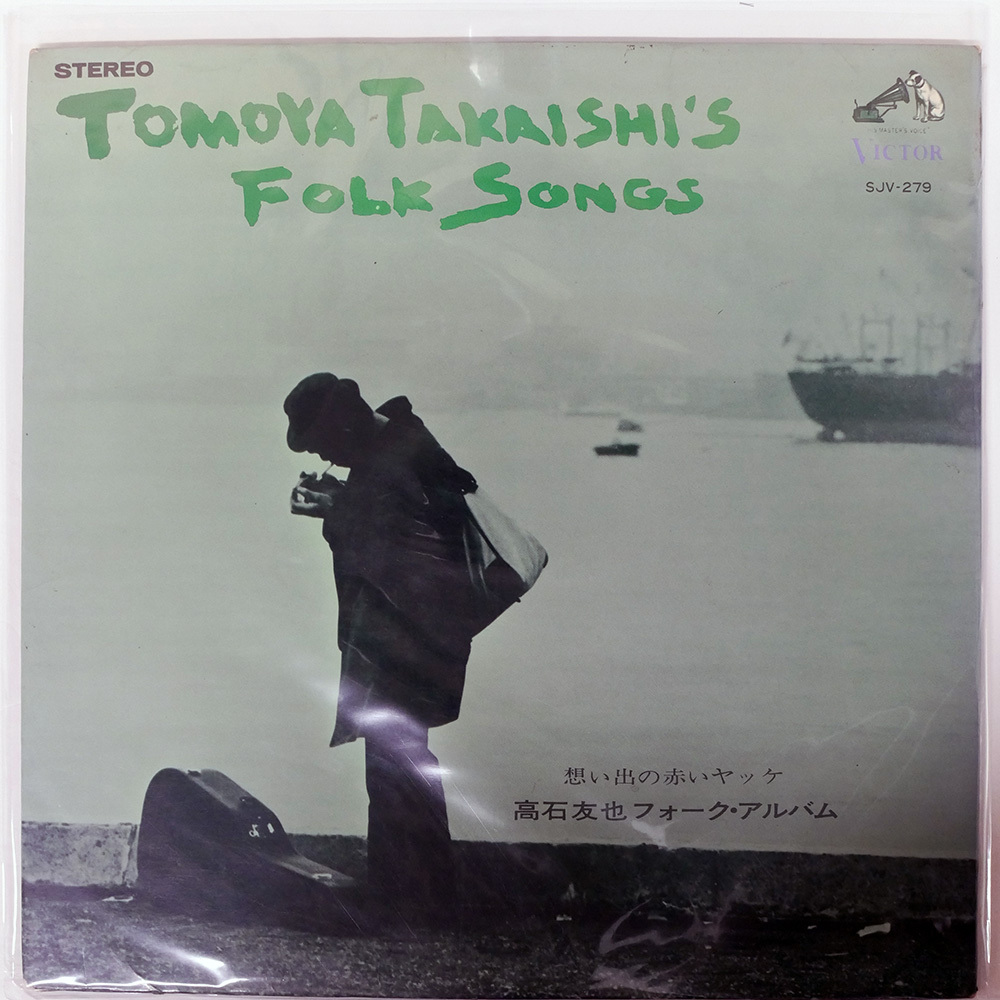 STEREO
TOMOYA TAKAISHI'S
FOLK SONGS
"HIS MASTER'S VOICE"
VICTOR
SJV-279
想い出の赤いヤッケ
高石友也フォーク・アルバム